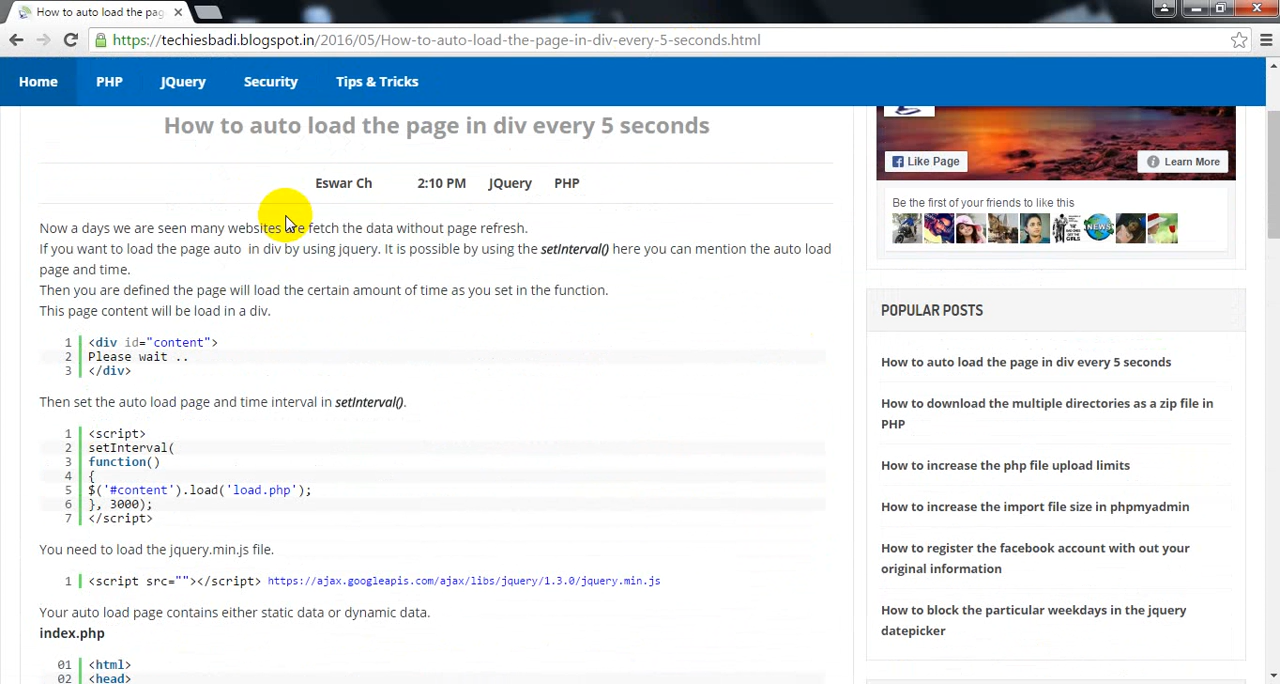 How to auto load the pag
https://techiesbadi.blogspot.in/2016/05/How-to-auto-load-the-page-in-div-every-5-seconds.html
Home PHP JQuery Security Tips & Tricks
How to auto load the page in div every 5 seconds
Eswar Ch 2:10 PM JQuery PHP
Now a days we are seen many websites are fetch the data without page refresh.
If you want to load the page auto in div by using jquery. It is possible by using the setInterval() here you can mention the auto load
page and time.
Then you are defined the page will load the certain amount of time as you set in the function.
This page content will be load in a div.
1 <div id="content">
2 Please wait ..
3 </div>
Then set the auto load page and time interval in setInterval().
1 <script>
2 setInterval(
3 function()
4 {
5 $('#content').load('load.php');
6 }, 3000);
7 </script>
You need to load the jquery.min.js file.
1 <script src=""></script> https://ajax.googleapis.com/ajax/libs/jquery/1.3.0/jquery.min.js
Your auto load page contains either static data or dynamic data.
index.php
01 <html>
02 <head>
Like Page Learn More
Be the first of your friends to like this
NEWS
POPULAR POSTS
How to auto load the page in div every 5 seconds
How to download the multiple directories as a zip file in
PHP
How to increase the php file upload limits
How to increase the import file size in phpmyadmin
How to register the facebook account with out your
original information
How to block the particular weekdays in the jquery
datepicker